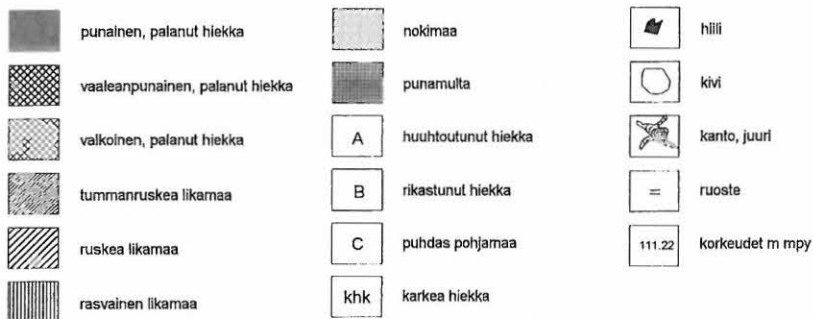 punainen, palanut hiekka
vaaleanpunainen, palanut hiekka
valkoinen, palanut hiekka
tummanruskea likamaa
ruskea likamaa
rasvainen likamaa
nokimaa
punamulta
A huuhtoutunut hiekka
B rikastunut hiekka
C puhdas pohjamaa
khk karkea hiekka
hiili
kivi
kanto, juuri
= ruoste
111.22 korkeudet m mpy